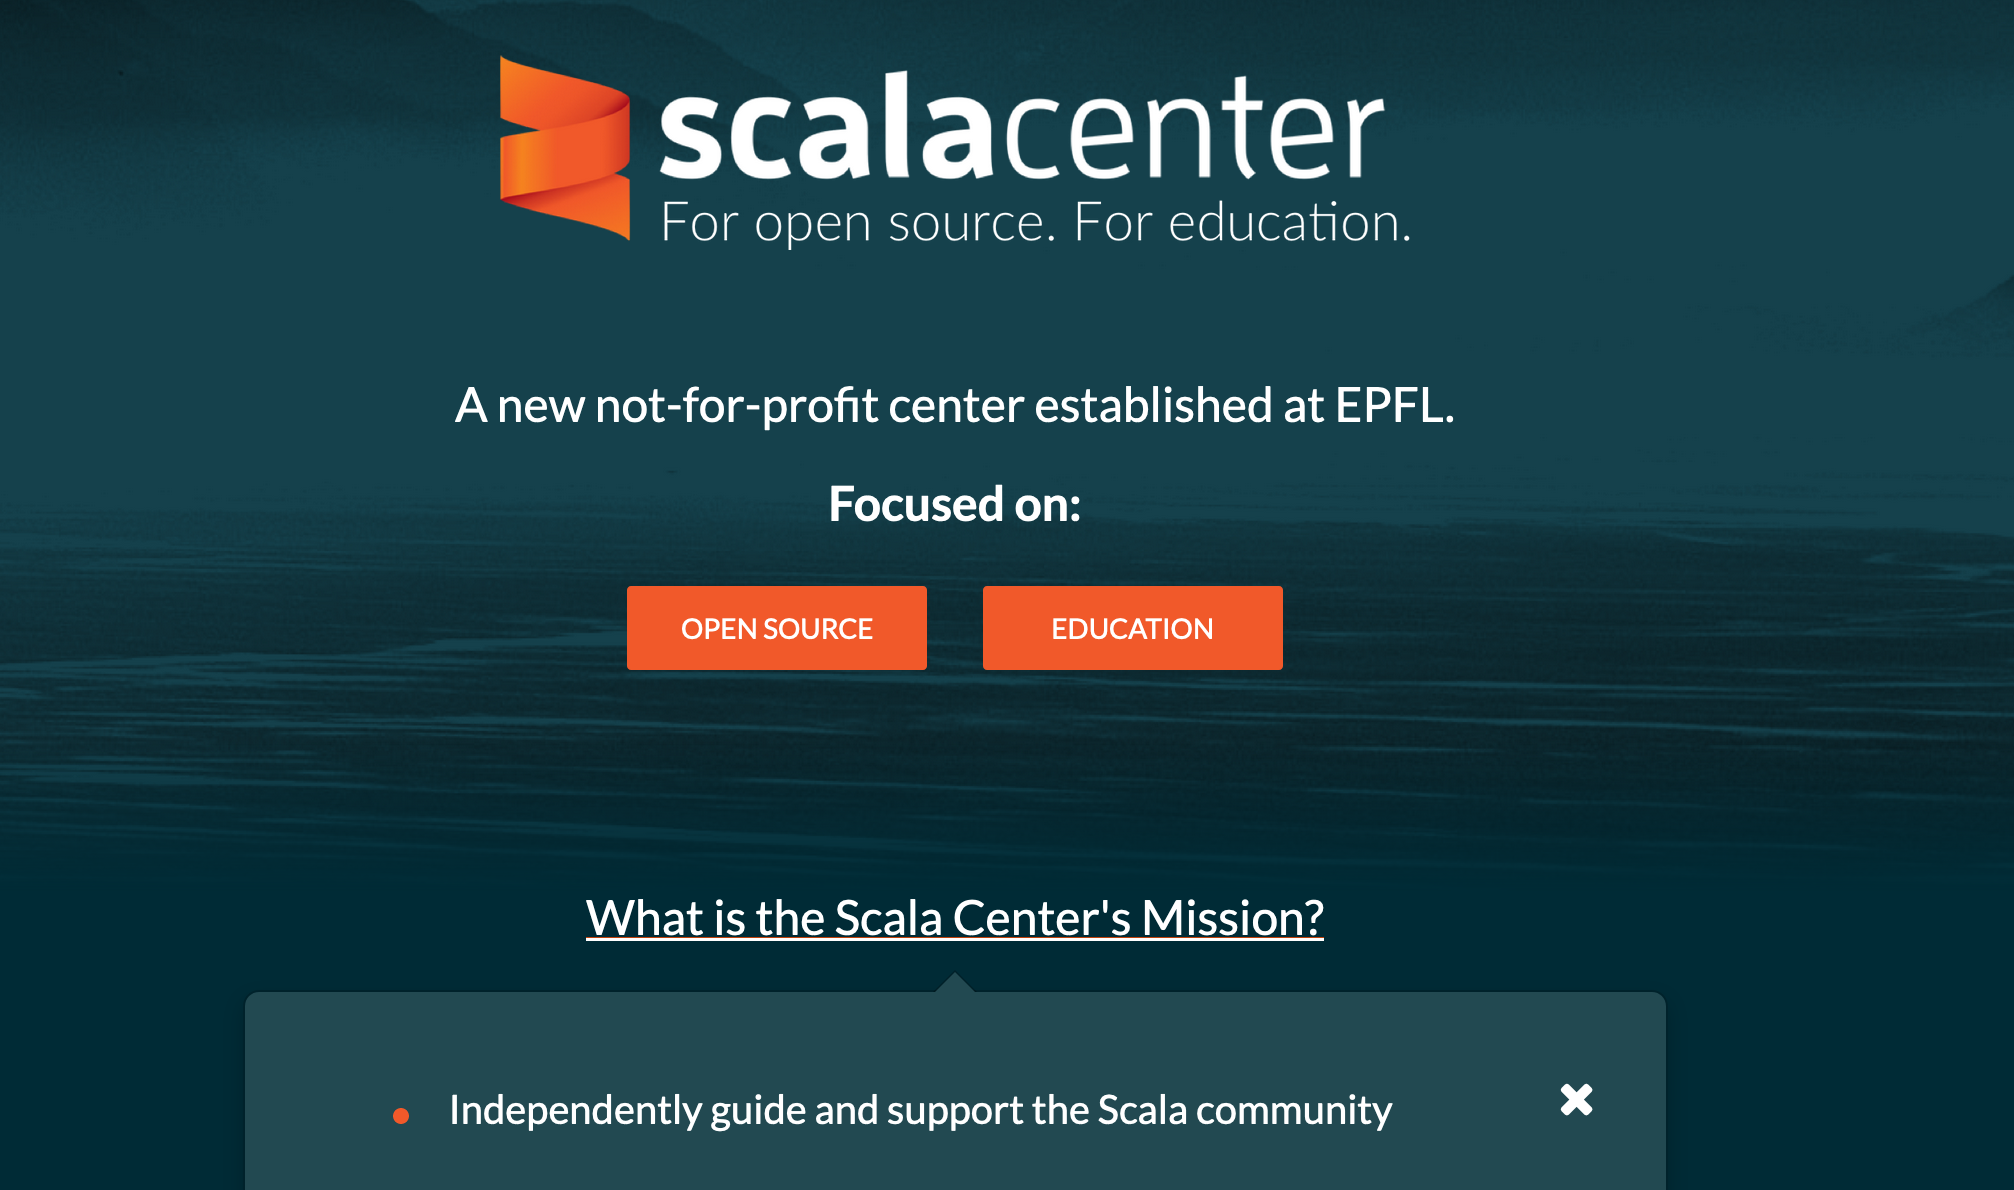 scalacenter
For open source. For education.
A new not-for-profit center established at EPFL.
Focused on:
OPEN SOURCE
EDUCATION
What is the Scala Center's Mission?
Independently guide and support the Scala community